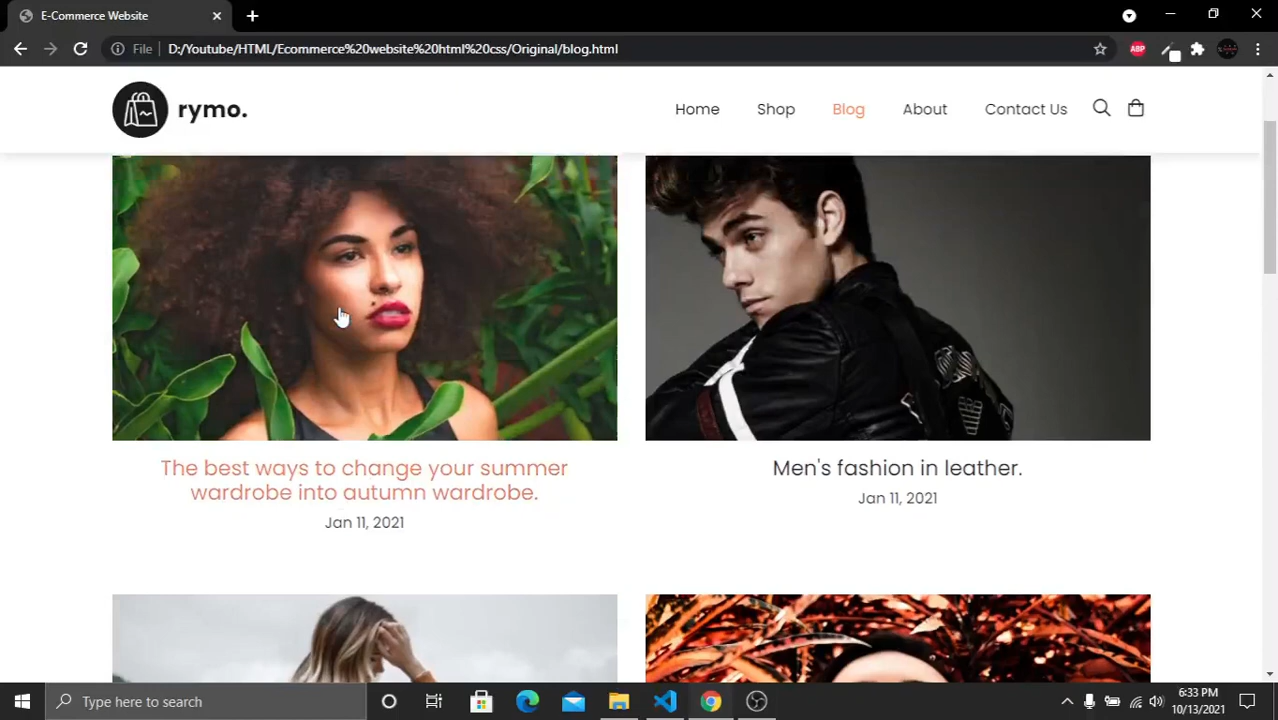 E-Commerce Website
File
D:/Youtube/HTML/Ecommerce%20website%20html%20css/Original/blog.html
ABP
rymo.
Home
Shop
Blog
About
Contact Us
The best ways to change your summer
wardrobe into autumn wardrobe.
Jan 11, 2021
Men's fashion in leather.
Jan 11, 2021
Type here to search
6:33 PM
10/13/2021